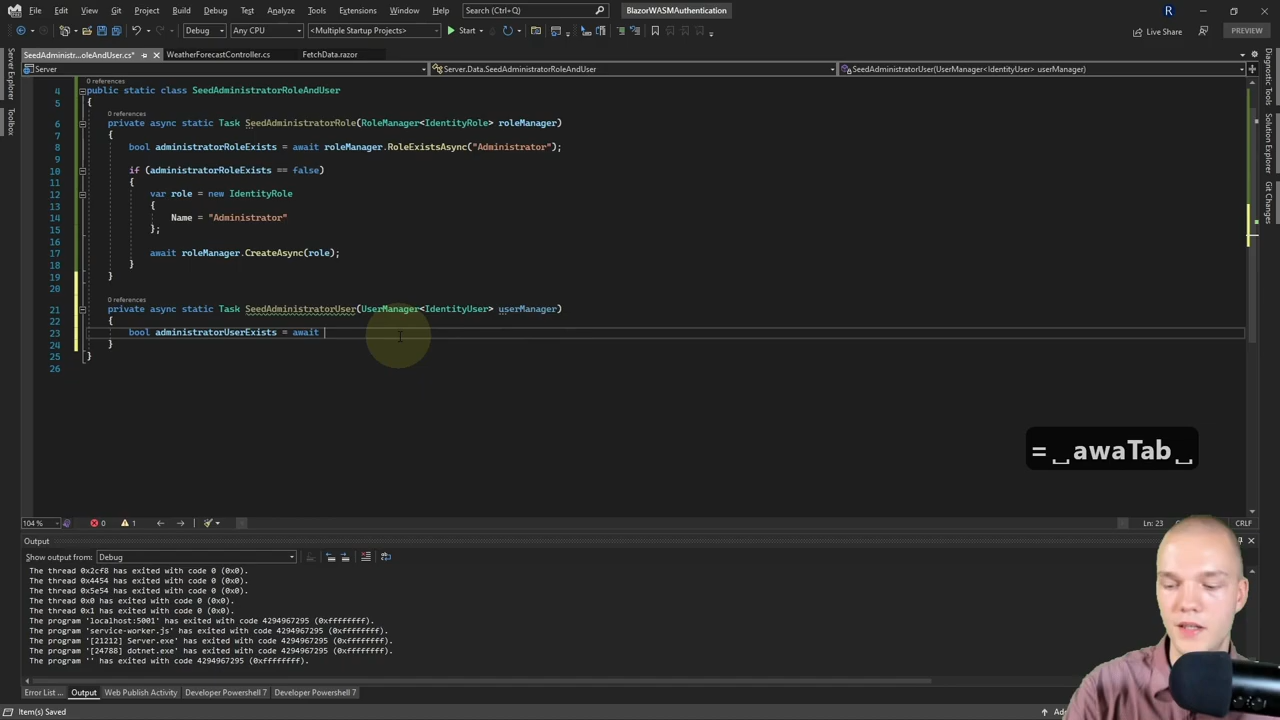 File Edit View Git Project Build Debug Test Analyze Tools Extensions Window Help Search (Ctrl+Q) BlazorWASMAuthentication R
Debug Any CPU <Multiple Startup Projects> Start Live Share PREVIEW
SeedAdministr...oleAndUser.cs* WeatherForecastController.cs FetchData.razor
Server Server.Data.SeedAdministratorRoleAndUser SeedAdministratorUser(UserManager<IdentityUser> userManager)
Server Explorer
Toolbox
Diagnostic Tools
Solution Explorer
Git Changes
0 references
4 public static class SeedAdministratorRoleAndUser
5 {
0 references
6 private async static Task SeedAdministratorRole(RoleManager<IdentityRole> roleManager)
7 {
8 bool administratorRoleExists = await roleManager.RoleExistsAsync("Administrator");
9
10 if (administratorRoleExists == false)
11 {
12 var role = new IdentityRole
13 {
14 Name = "Administrator"
15 };
16
17 await roleManager.CreateAsync(role);
18 }
19 }
20
0 references
21 private async static Task SeedAdministratorUser(UserManager<IdentityUser> userManager)
22 {
23 bool administratorUserExists = await
24 }
25 }
26
= ␣awaTab␣
104 % 0 1 Ln: 23 CRLF
Output
Show output from: Debug
The thread 0x2cf8 has exited with code 0 (0x0).
The thread 0x4454 has exited with code 0 (0x0).
The thread 0x5e54 has exited with code 0 (0x0).
The thread 0x0 has exited with code 0 (0x0).
The thread 0x1 has exited with code 0 (0x0).
The program 'localhost:5001' has exited with code 4294967295 (0xffffffff).
The program 'service-worker.js' has exited with code 4294967295 (0xffffffff).
The program '[21212] Server.exe' has exited with code 4294967295 (0xffffffff).
The program '[24788] dotnet.exe' has exited with code 4294967295 (0xffffffff).
The program '' has exited with code 4294967295 (0xffffffff).
Error List ... Output Web Publish Activity Developer Powershell 7 Developer Powershell 7
Item(s) Saved